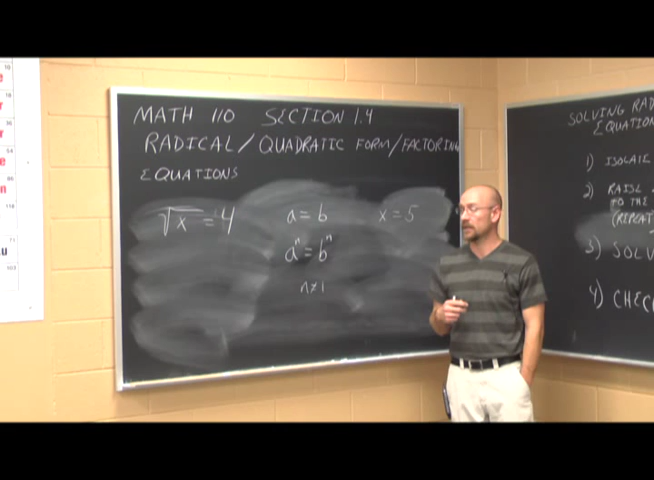 MATH 110 SECTION 1.4
RADICAL/QUADRATIC FORM/FACTORING
EQUATIONS
√x = 4
a = b
x = 5
aⁿ = bⁿ
n ≠ 1
SOLVING RAD
EQUATION
1) ISOLATE
2) RAISE
TO THE
(REPEAT
3) SOLV
4) CHEC